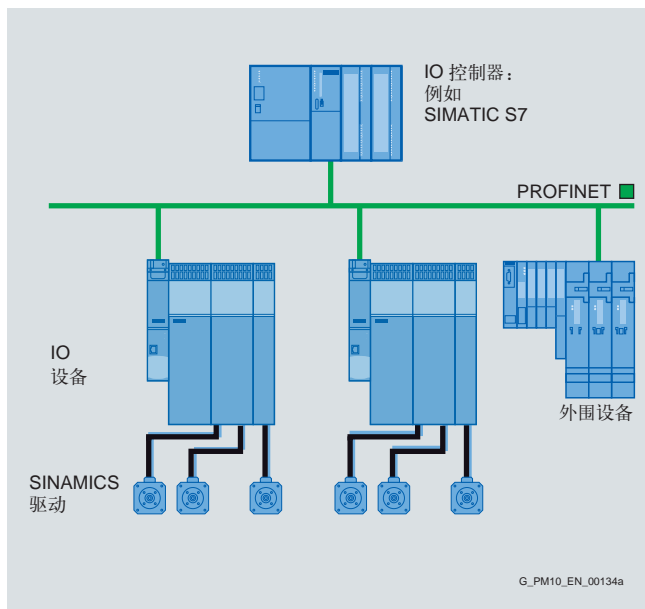 IO 控制器：
例如
SIMATIC S7
PROFINET
IO
设备
外围设备
SINAMICS
驱动
G_PM10_EN_00134a